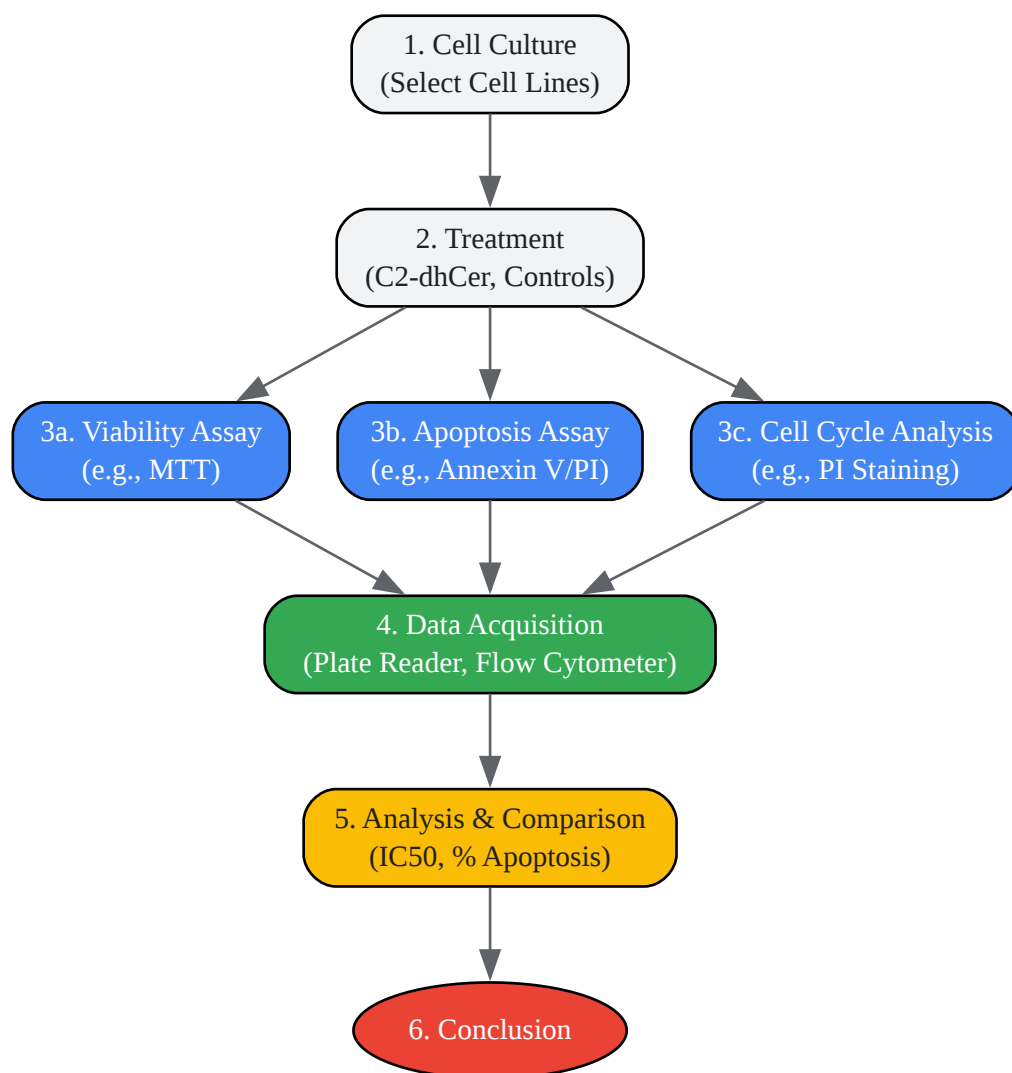 1. Cell Culture
(Select Cell Lines)
2. Treatment
(C2-dhCer, Controls)
3a. Viability Assay
(e.g., MTT)
3b. Apoptosis Assay
(e.g., Annexin V/PI)
3c. Cell Cycle Analysis
(e.g., PI Staining)
4. Data Acquisition
(Plate Reader, Flow Cytometer)
5. Analysis & Comparison
(IC50, % Apoptosis)
6. Conclusion